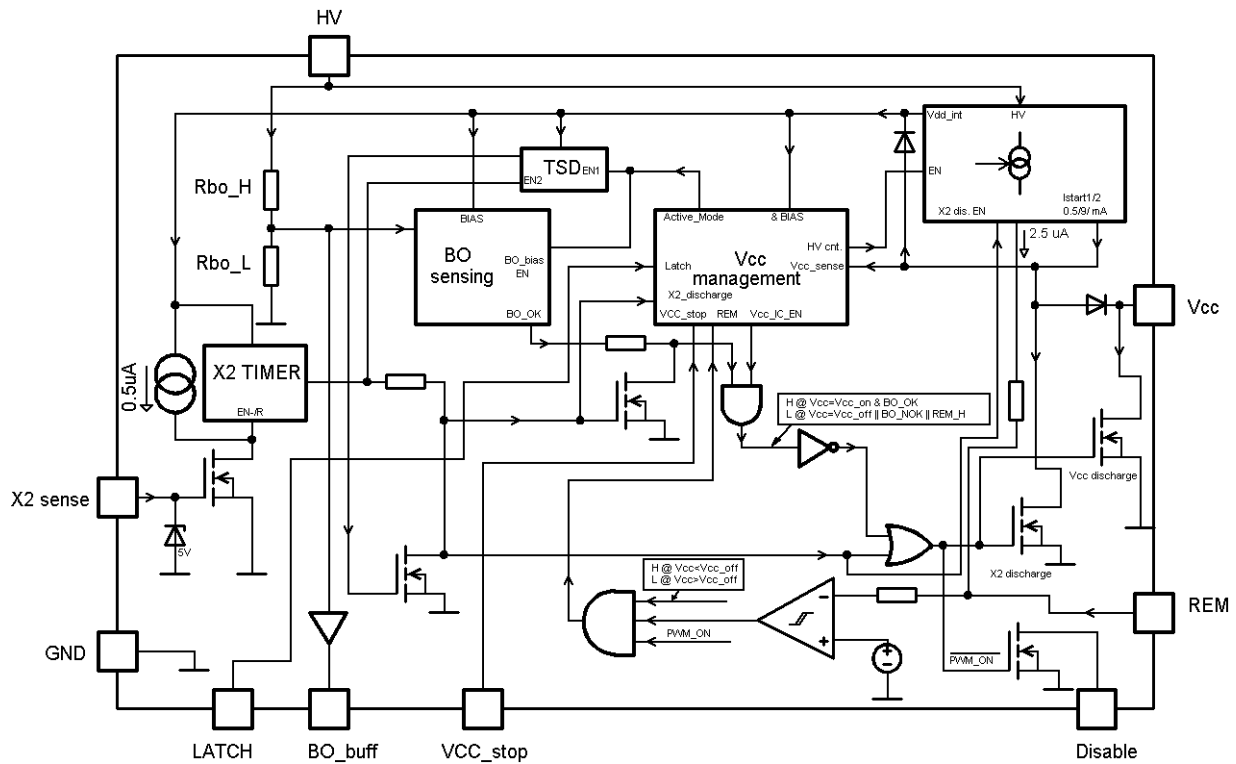 HV
Vdd_int
HV
TSD
EN1
EN2
EN
Rbo_H
Istart1/2
0.5/9/ mA
X2 dis. EN
BIAS
Active_Mode
& BIAS
2.5 uA
BO
sensing
BO_bias
EN
Vcc
management
HV cnt.
Vcc_sense
Latch
X2_discharge
Rbo_L
BO_OK
VCC_stop
REM
Vcc_IC_EN
Vcc
X2 TIMER
0.5uA
EN-/R
H @ Vcc=Vcc_on & BO_OK
L @ Vcc=Vcc_off || BO_NOK || REM_H
Vcc discharge
X2 sense
5V
X2 discharge
H @ Vcc<Vcc_off
L @ Vcc>Vcc_off
REM
PWM_ON
PWM_ON
GND
LATCH
BO_buff
VCC_stop
Disable